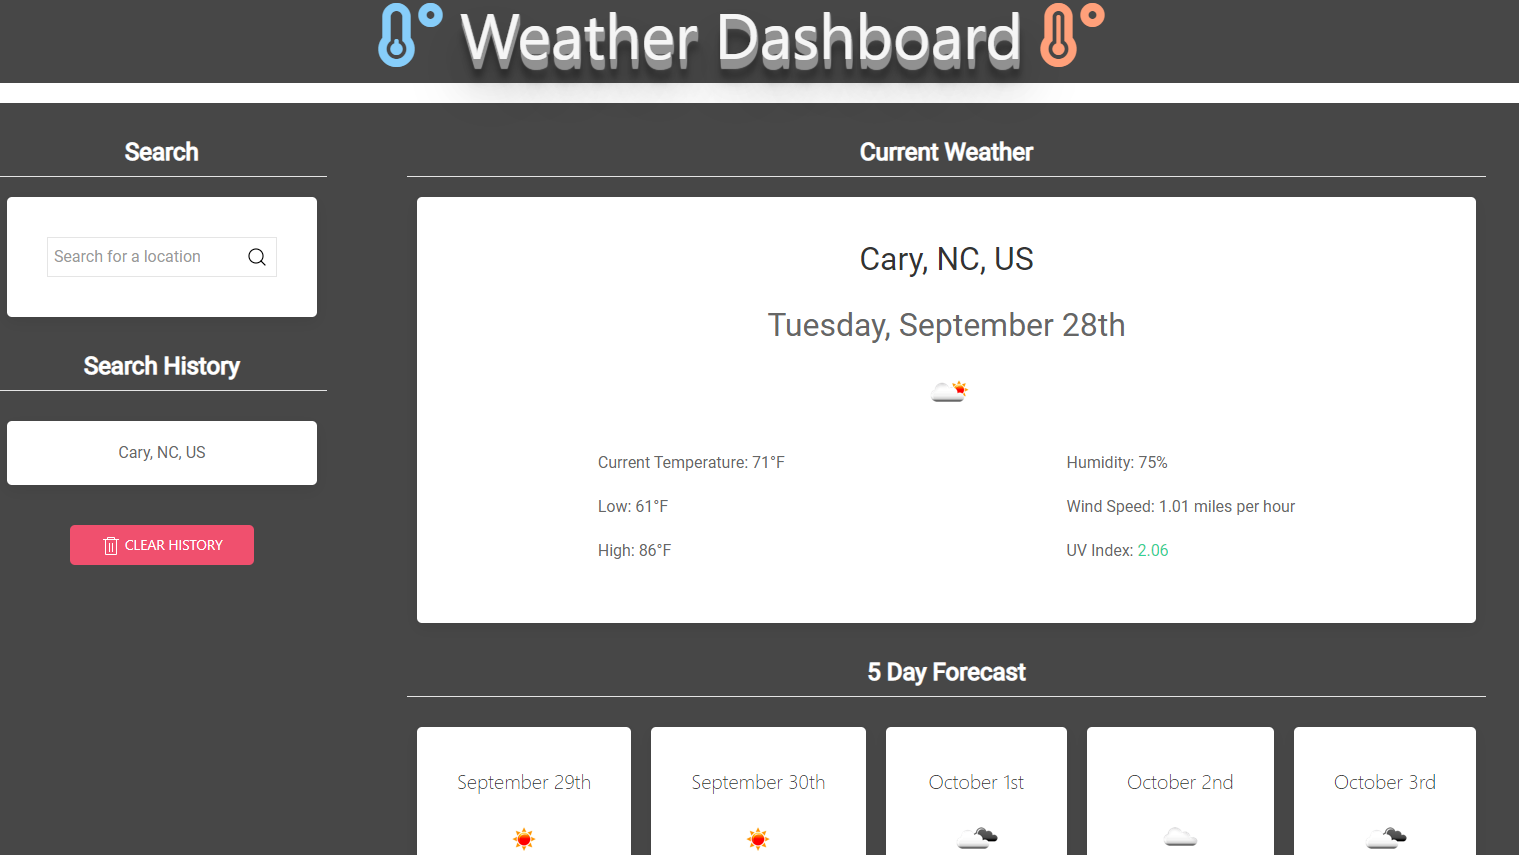 Weather Dashboard
Search
Search for a location
Search History
Cary, NC, US
CLEAR HISTORY
Current Weather
Cary, NC, US
Tuesday, September 28th
Current Temperature: 71°F
Low: 61°F
High: 86°F
Humidity: 75%
Wind Speed: 1.01 miles per hour
UV Index: 2.06
5 Day Forecast
September 29th
September 30th
October 1st
October 2nd
October 3rd